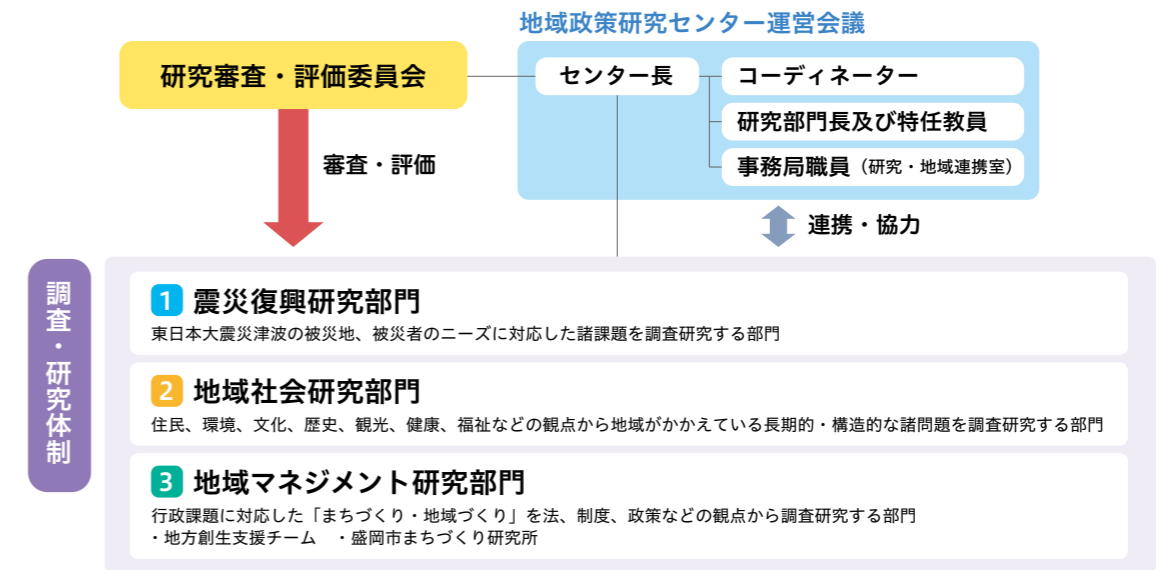 地域政策研究センター運営会議
研究審査・評価委員会
センター長
コーディネーター
研究部門長及び特任教員
事務局職員（研究・地域連携室）
審査・評価
連携・協力
調査・研究体制
1 震災復興研究部門
東日本大震災津波の被災地、被災者のニーズに対応した諸課題を調査研究する部門
2 地域社会研究部門
住民、環境、文化、歴史、観光、健康、福祉などの観点から地域がかかえている長期的・構造的な諸問題を調査研究する部門
3 地域マネジメント研究部門
行政課題に対応した「まちづくり・地域づくり」を法、制度、政策などの観点から調査研究する部門
・地方創生支援チーム　・盛岡市まちづくり研究所